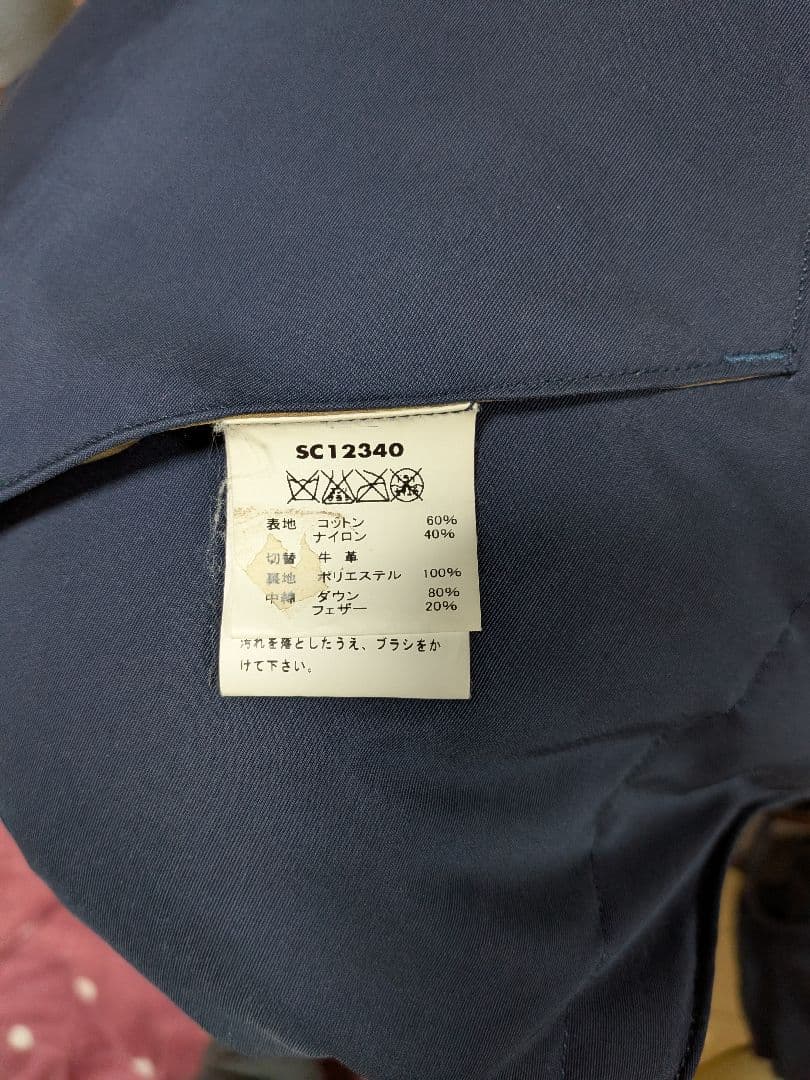 SC12340
表地 コットン 60%
ナイロン 40%
切替 牛革
裏地 ポリエステル 100%
中綿 ダウン 80%
フェザー 20%
汚れを落としたうえ、ブラシをか
けて下さい。